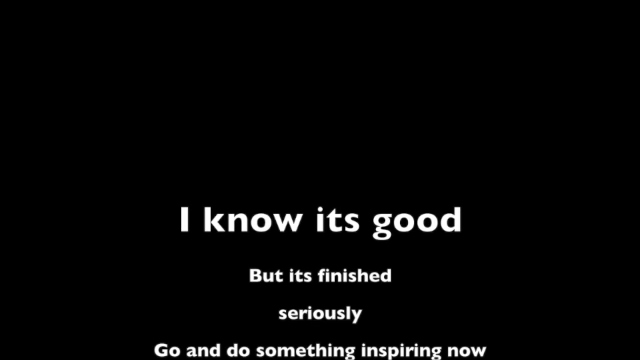 I know its good
But its finished
seriously
Go and do something inspiring now